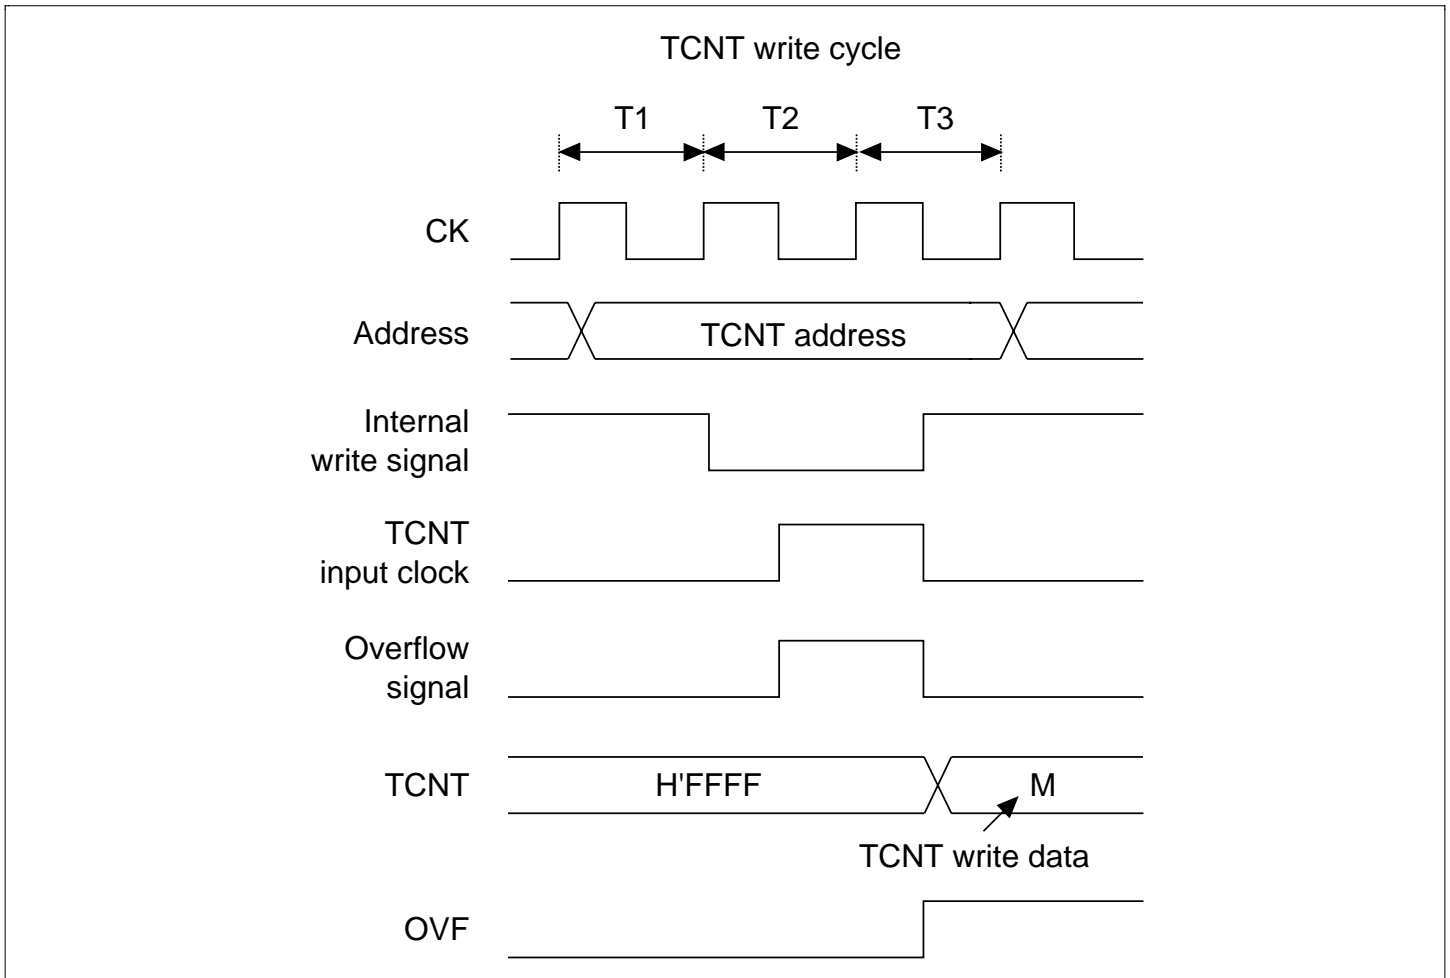 TCNT write cycle
T1 T2 T3
CK
Address TCNT address
Internal
write signal
TCNT
input clock
Overflow
signal
TCNT H'FFFF M
TCNT write data
OVF